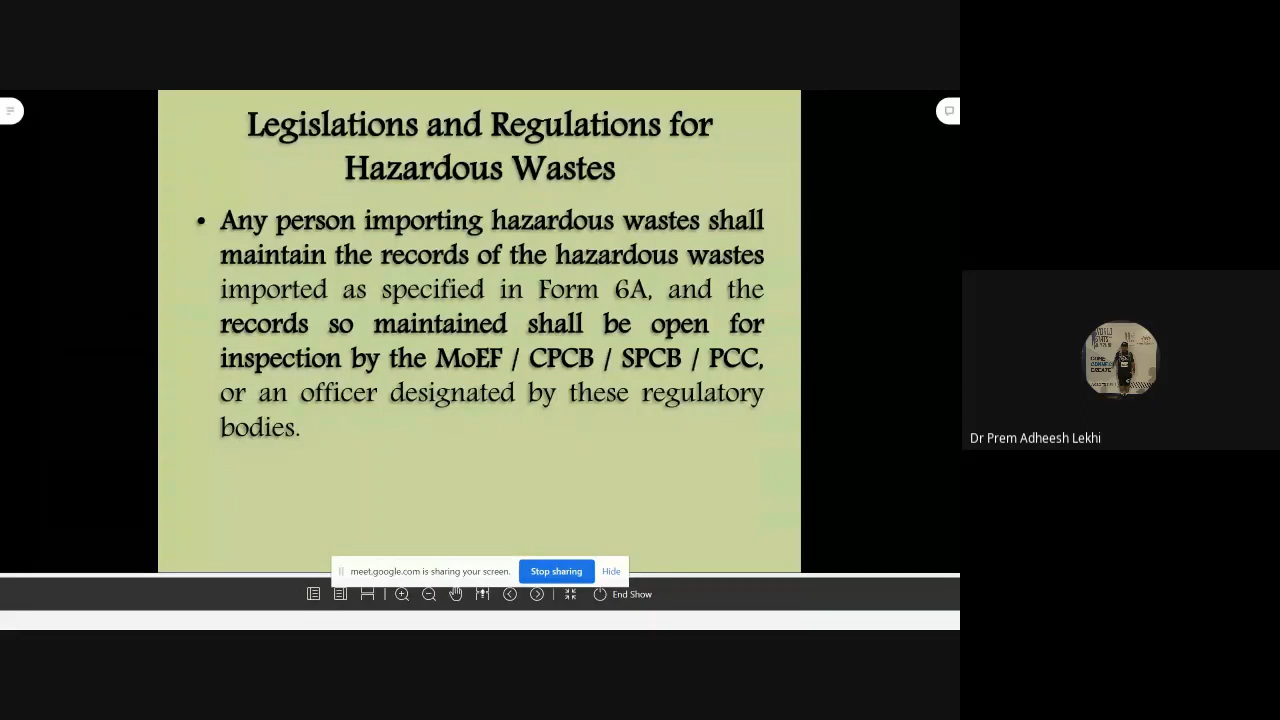 Legislations and Regulations for
Hazardous Wastes
• Any person importing hazardous wastes shall
maintain the records of the hazardous wastes
imported as specified in Form 6A, and the
records so maintained shall be open for
inspection by the MoEF / CPCB / SPCB / PCC,
or an officer designated by these regulatory
bodies.
meet.google.com is sharing your screen. Stop sharing Hide
End Show
Dr Prem Adheesh Lekhi